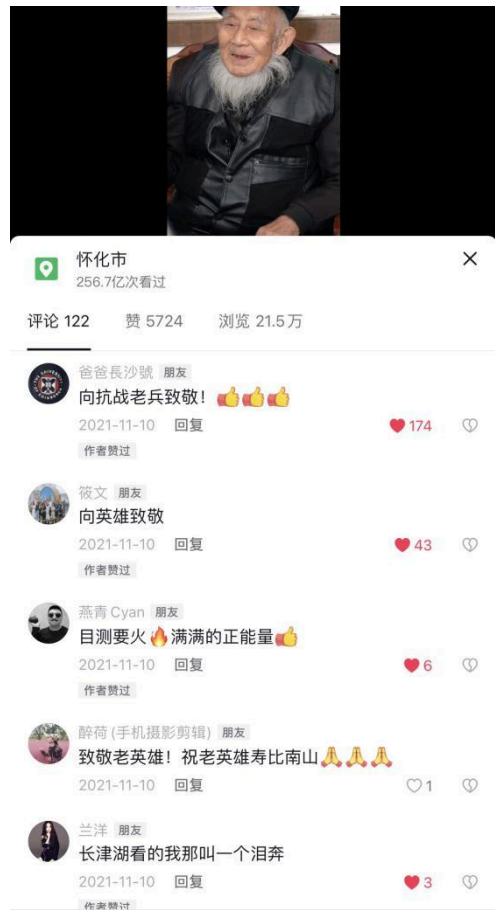 怀化市
256.7亿次看过
评论 122 赞 5724 浏览 21.5万
爸爸長沙號 朋友
向抗战老兵致敬！👍👍👍
2021-11-10 回复 174
作者赞过
筱文 朋友
向英雄致敬
2021-11-10 回复 43
作者赞过
燕青 Cyan 朋友
目测要火🔥满满的正能量👍
2021-11-10 回复 6
作者赞过
醉荷 (手机摄影剪辑) 朋友
致敬老英雄！祝老英雄寿比南山🙏🙏🙏
2021-11-10 回复 1
兰洋 朋友
长津湖看的我那叫一个泪奔
2021-11-10 回复 3
作者赞过